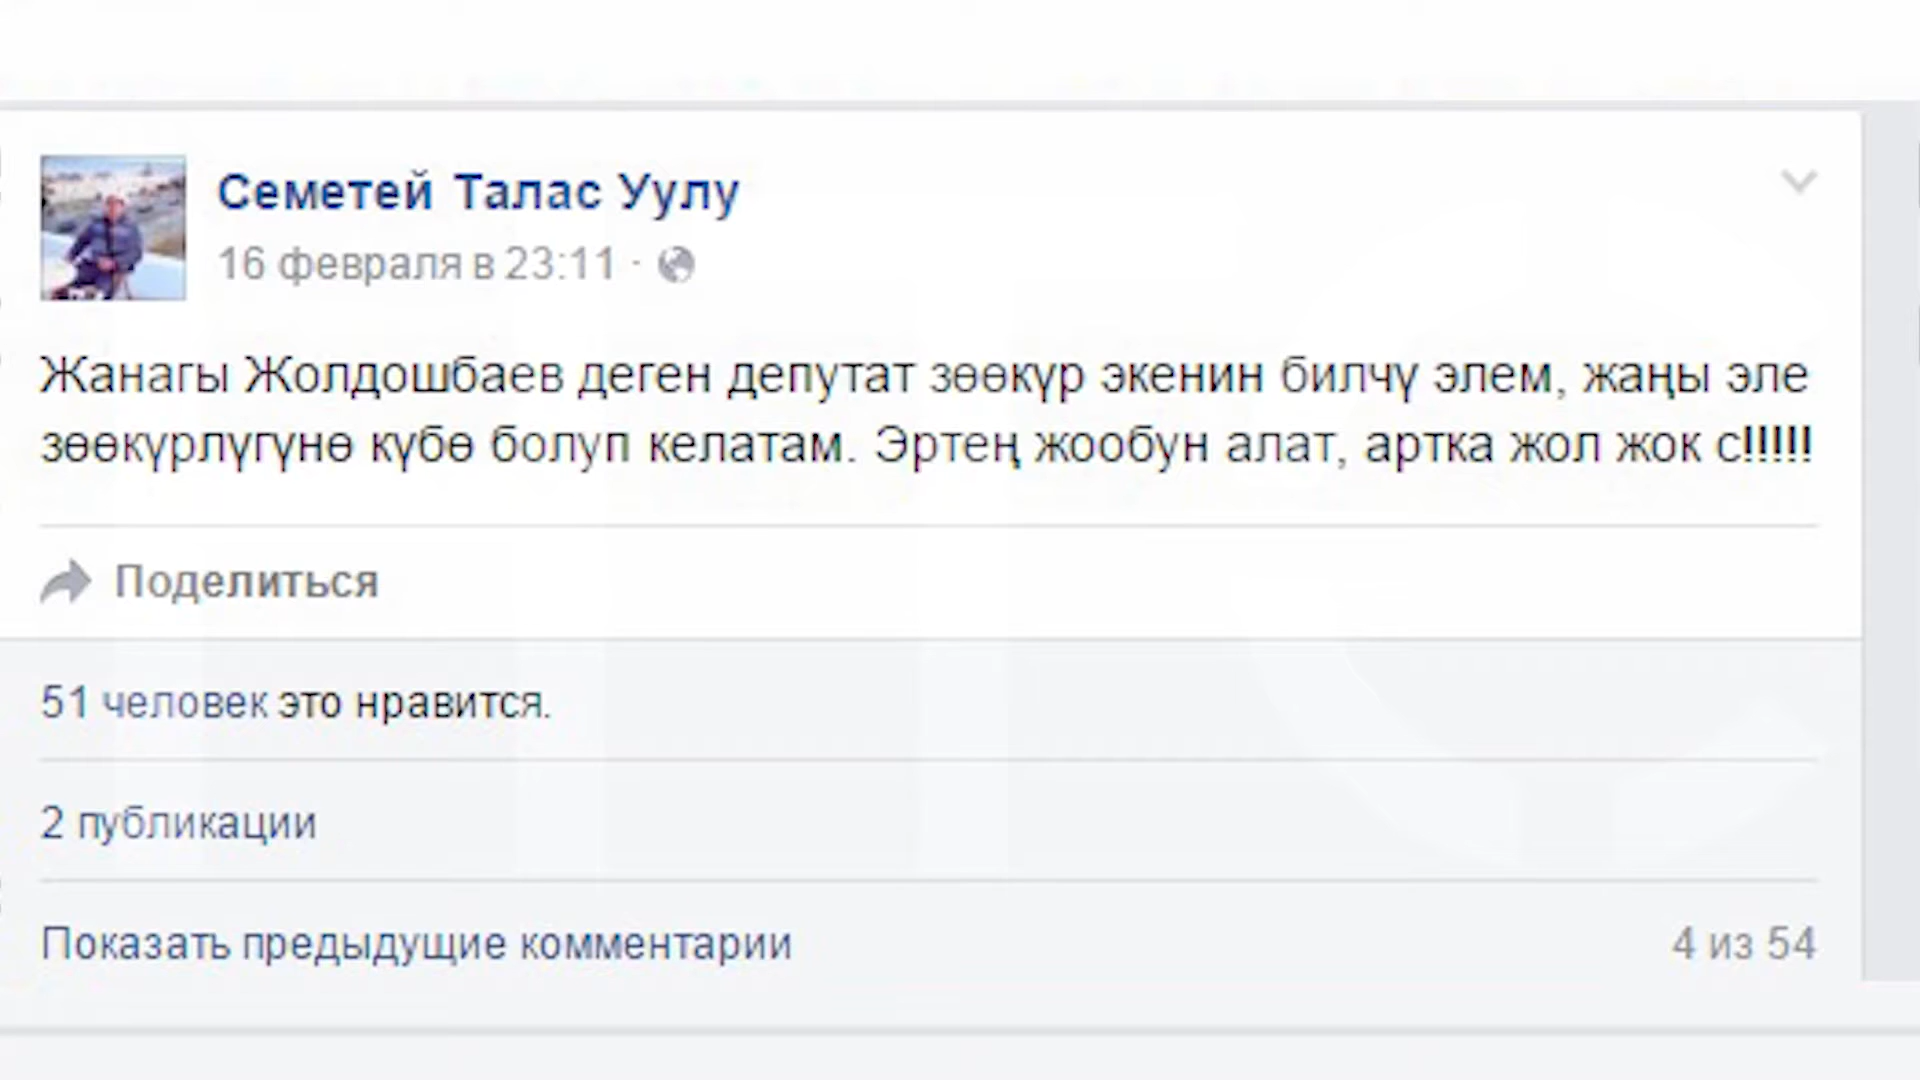 Семетей Талас Уулу
16 февраля в 23:11 ·
Жанагы Жолдошбаев деген депутат зөөкүр экенин билчү элем, жаңы эле
зөөкүрлүгүнө күбө болуп келатам. Эртең жообун алат, артка жол жок с!!!!!
Поделиться
51 человек это нравится.
2 публикации
Показать предыдущие комментарии 4 из 54